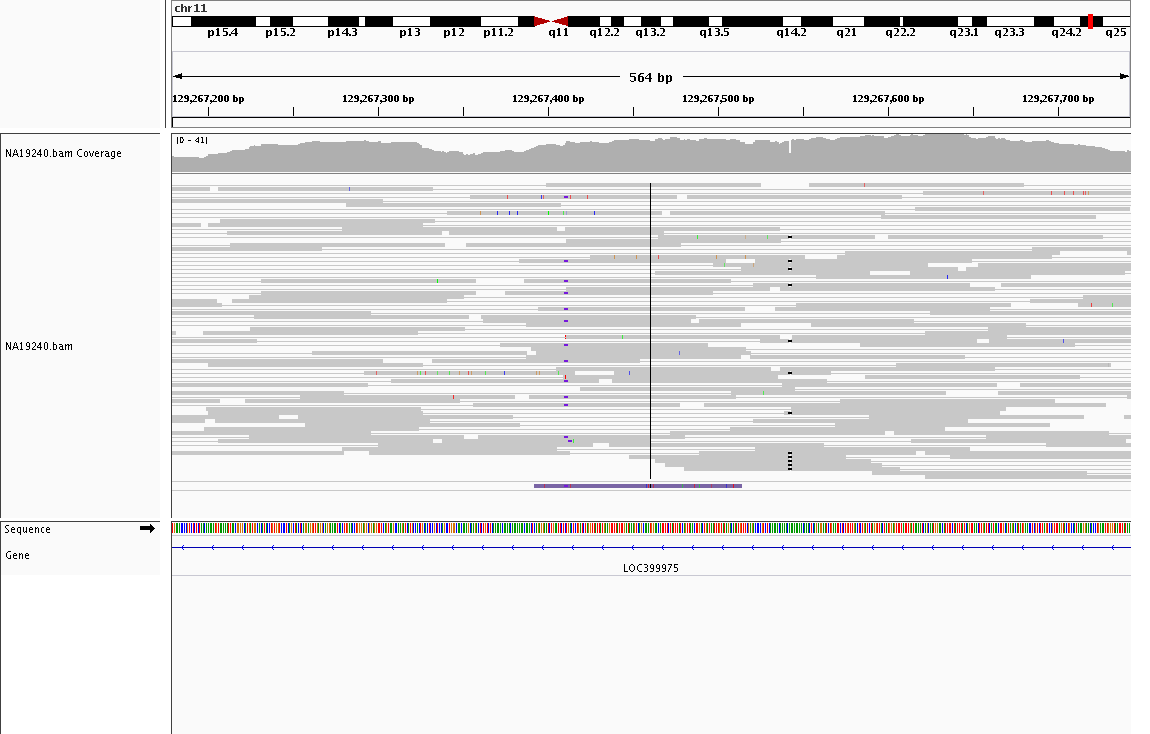 chr11
p15.4 p15.2 p14.3 p13 p12 p11.2 q11 q12.2 q13.2 q13.5 q14.2 q21 q22.2 q23.1 q23.3 q24.2 q25
564 bp
129,267,200 bp 129,267,300 bp 129,267,400 bp 129,267,500 bp 129,267,600 bp 129,267,700 bp
NA19240.bam Coverage
[0 - 41]
NA19240.bam
Sequence
Gene
LOC399975